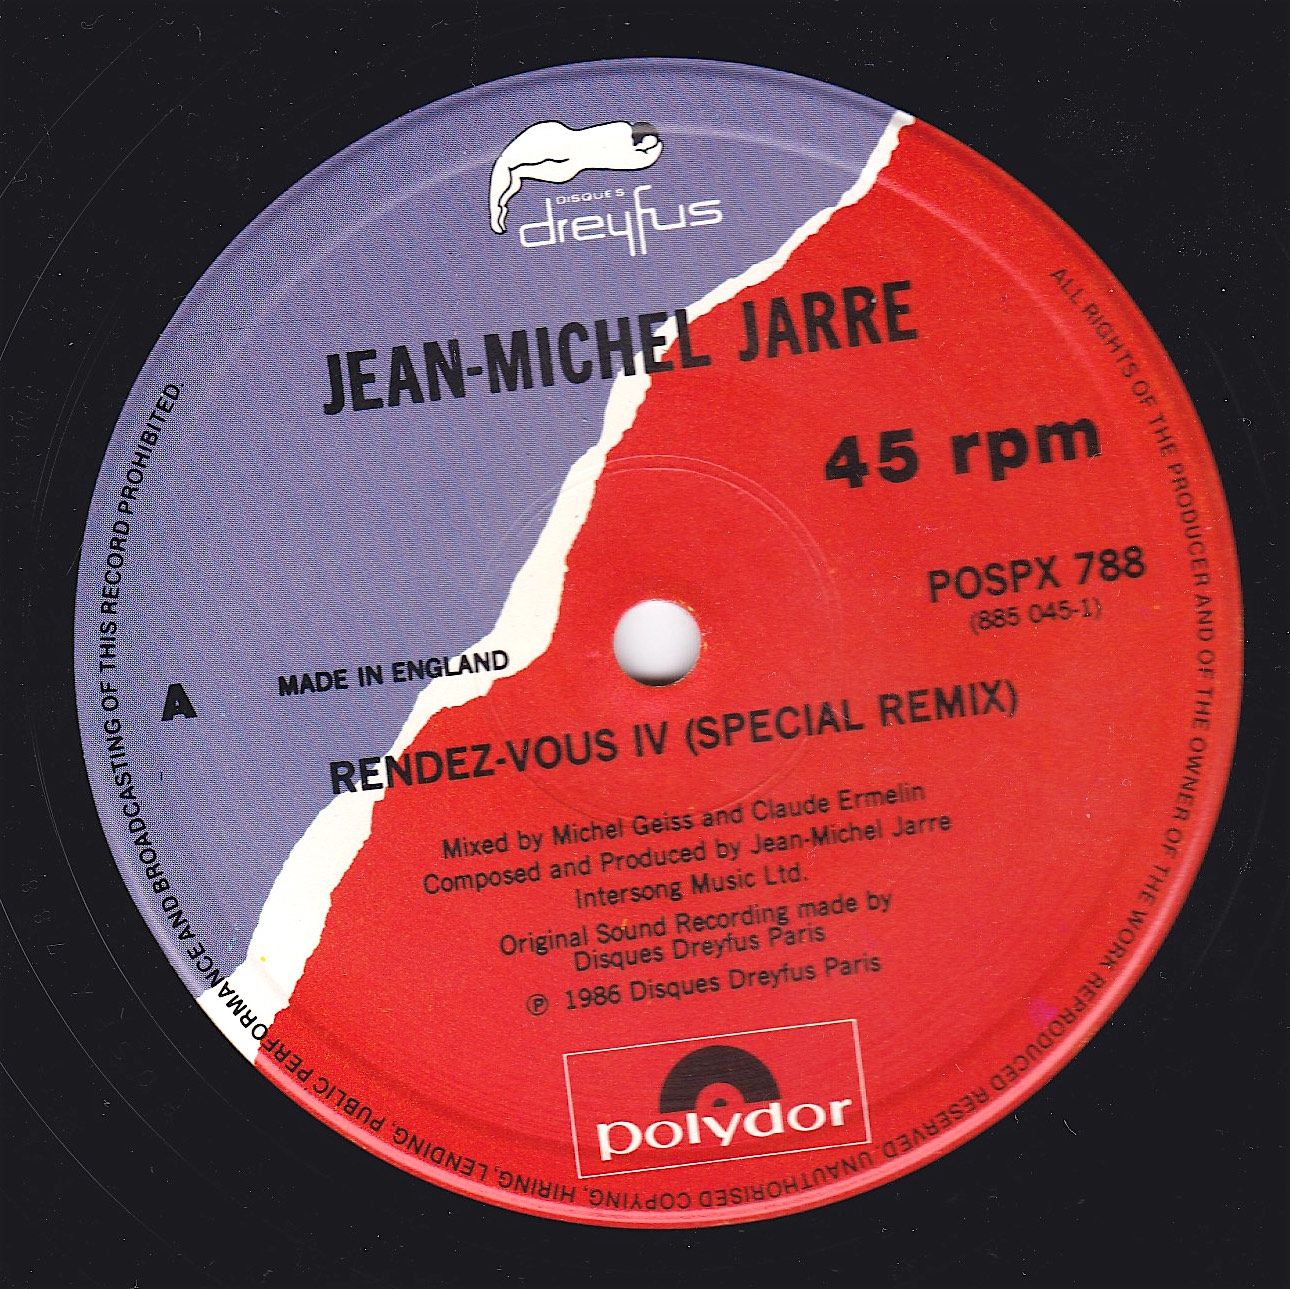 DISQUES
dreyfus
JEAN-MICHEL JARRE
45 rpm
POSPX 788
(885 045-1)
MADE IN ENGLAND
A
RENDEZ-VOUS IV (SPECIAL REMIX)
Mixed by Michel Geiss and Claude Ermelin
Composed and Produced by Jean-Michel Jarre
Intersong Music Ltd.
Original Sound Recording made by
Disques Dreyfus Paris
℗ 1986 Disques Dreyfus Paris
polydor
ALL RIGHTS OF THE PRODUCER AND OF THE OWNER OF THE WORK REPRODUCED RESERVED. UNAUTHORISED COPYING, HIRING, LENDING, PUBLIC PERFORMANCE AND BROADCASTING OF THIS RECORD PROHIBITED.